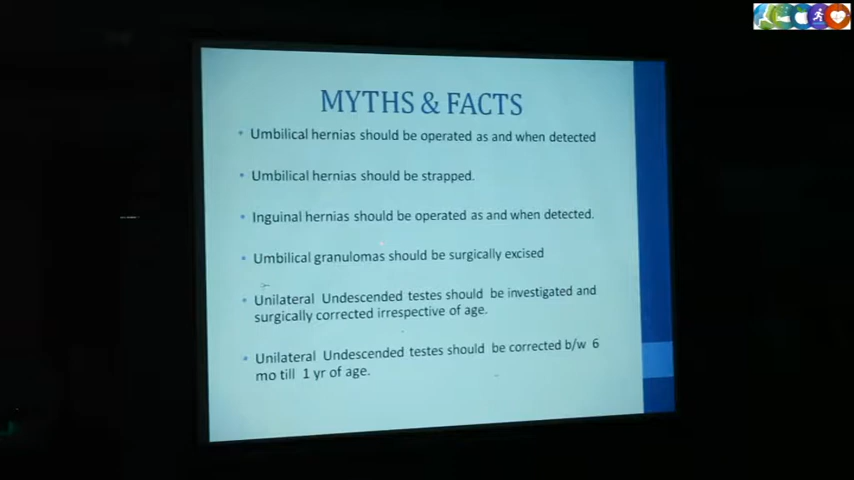 MYTHS & FACTS
• Umbilical hernias should be operated as and when detected
• Umbilical hernias should be strapped.
• Inguinal hernias should be operated as and when detected.
• Umbilical granulomas should be surgically excised
• Unilateral Undescended testes should be investigated and
surgically corrected irrespective of age.
• Unilateral Undescended testes should be corrected b/w 6
mo till 1 yr of age.